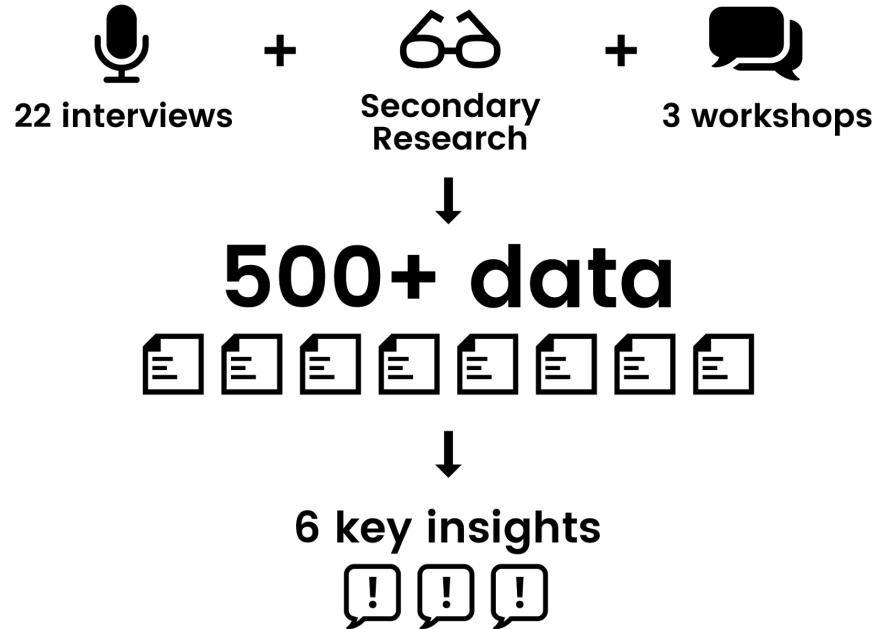 22 interviews
+
Secondary
Research
+
3 workshops
500+ data
6 key insights
! ! !